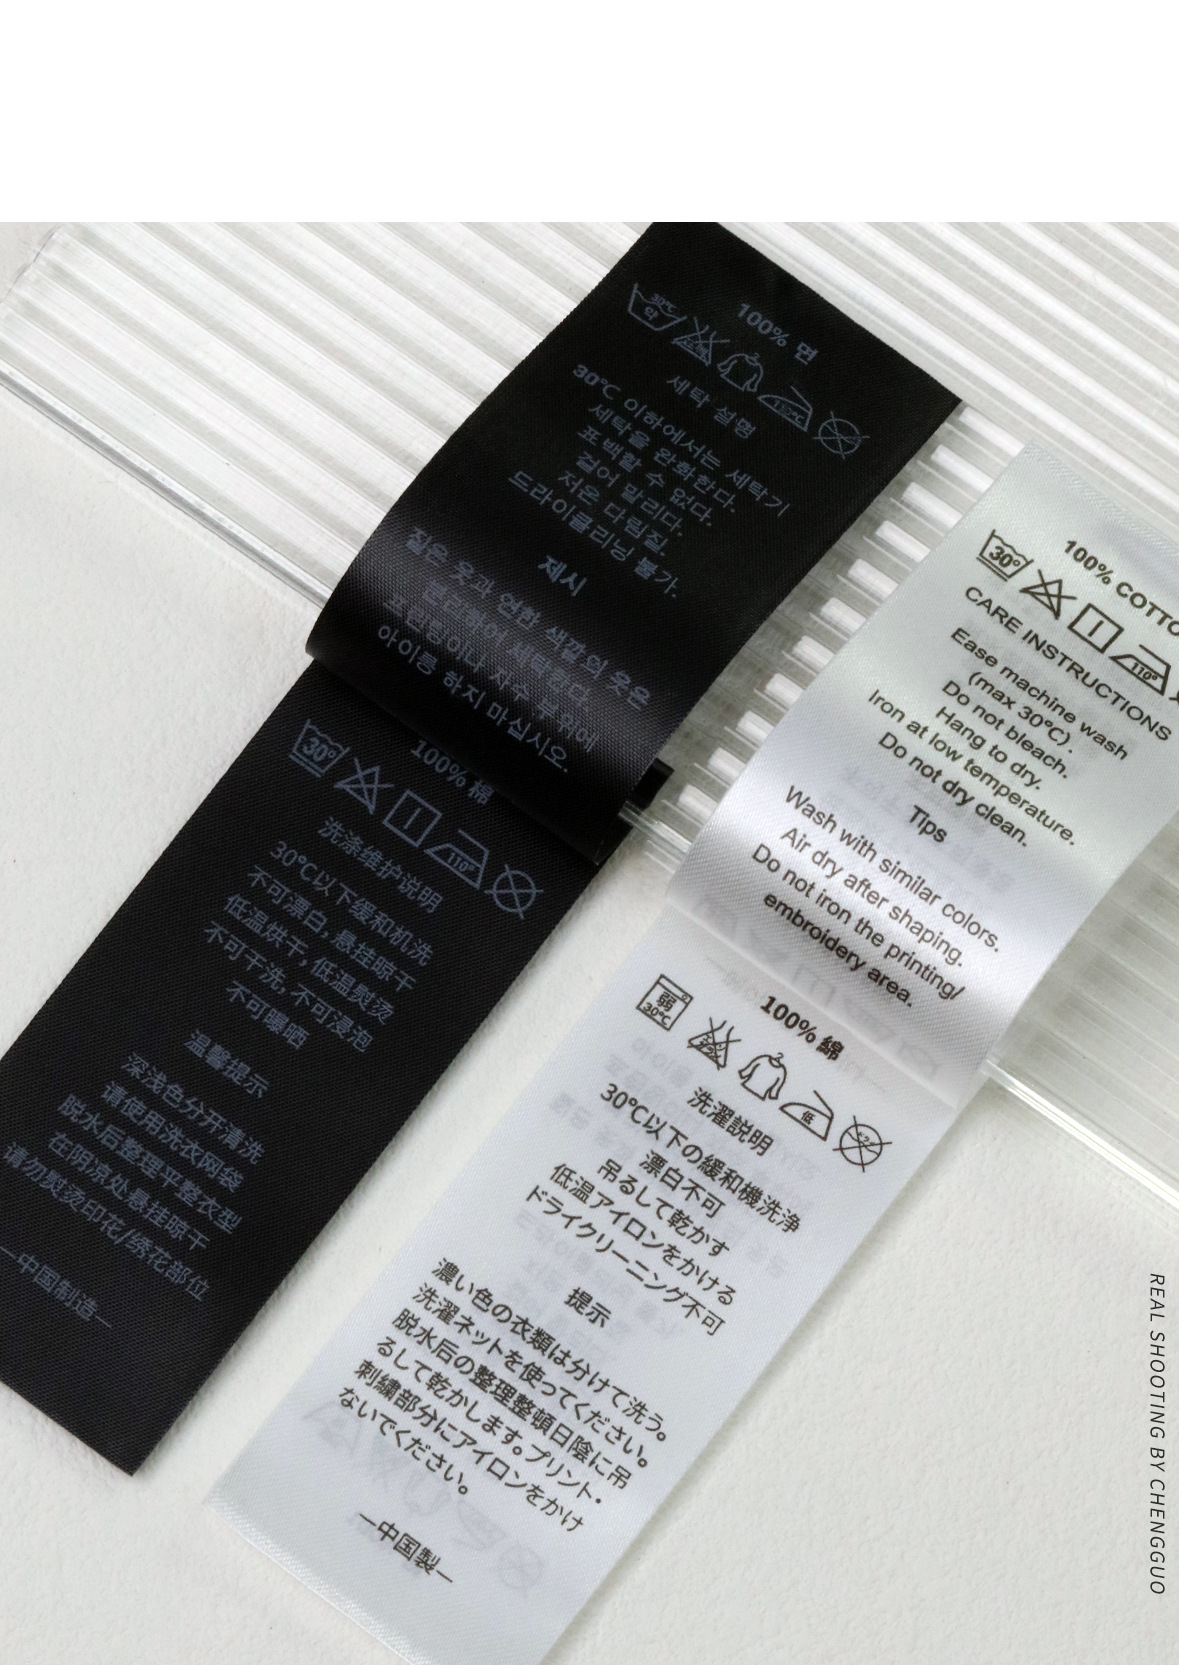 100% 면
30℃
약
세탁 설명
30℃ 이하에서는 세탁기
세탁을 완화한다.
표백할 수 없다.
걸어 말리다.
저온 다림질.
드라이클리닝 불가.
제시
짙은 옷과 연한 색깔의 옷은
아이롱 하지 마십시오.
100% 棉
30°
110°
洗涤维护说明
30℃以下缓和机洗
不可漂白,悬挂晾干
低温烘干,低温熨烫
不可干洗,不可浸泡
不可曝晒
温馨提示
深浅色分开清洗
请使用洗衣网袋
脱水后整理平整衣型
在阴凉处悬挂晾干
请勿熨烫印花/绣花部位
—中国制造—
100% COTTO
30°
110°
CARE INSTRUCTIONS
Ease machine wash
(max 30℃).
Do not bleach.
Hang to dry.
Iron at low temperature.
Do not dry clean.
Tips
Wash with similar colors.
Air dry after shaping.
Do not iron the printing/
embroidery area.
100% 綿
弱
30℃
低
洗濯説明
30℃以下の緩和機洗浄
漂白不可
吊るして乾かす
低温アイロンをかける
ドライクリーニング不可
提示
濃い色の衣類は分けて洗う。
洗濯ネットを使ってください。
脱水后の整理整頓日陰に吊
るして乾かします。プリント・
刺繍部分にアイロンをかけ
ないでください。
—中国製—
REAL SHOOTING BY CHENGGUO